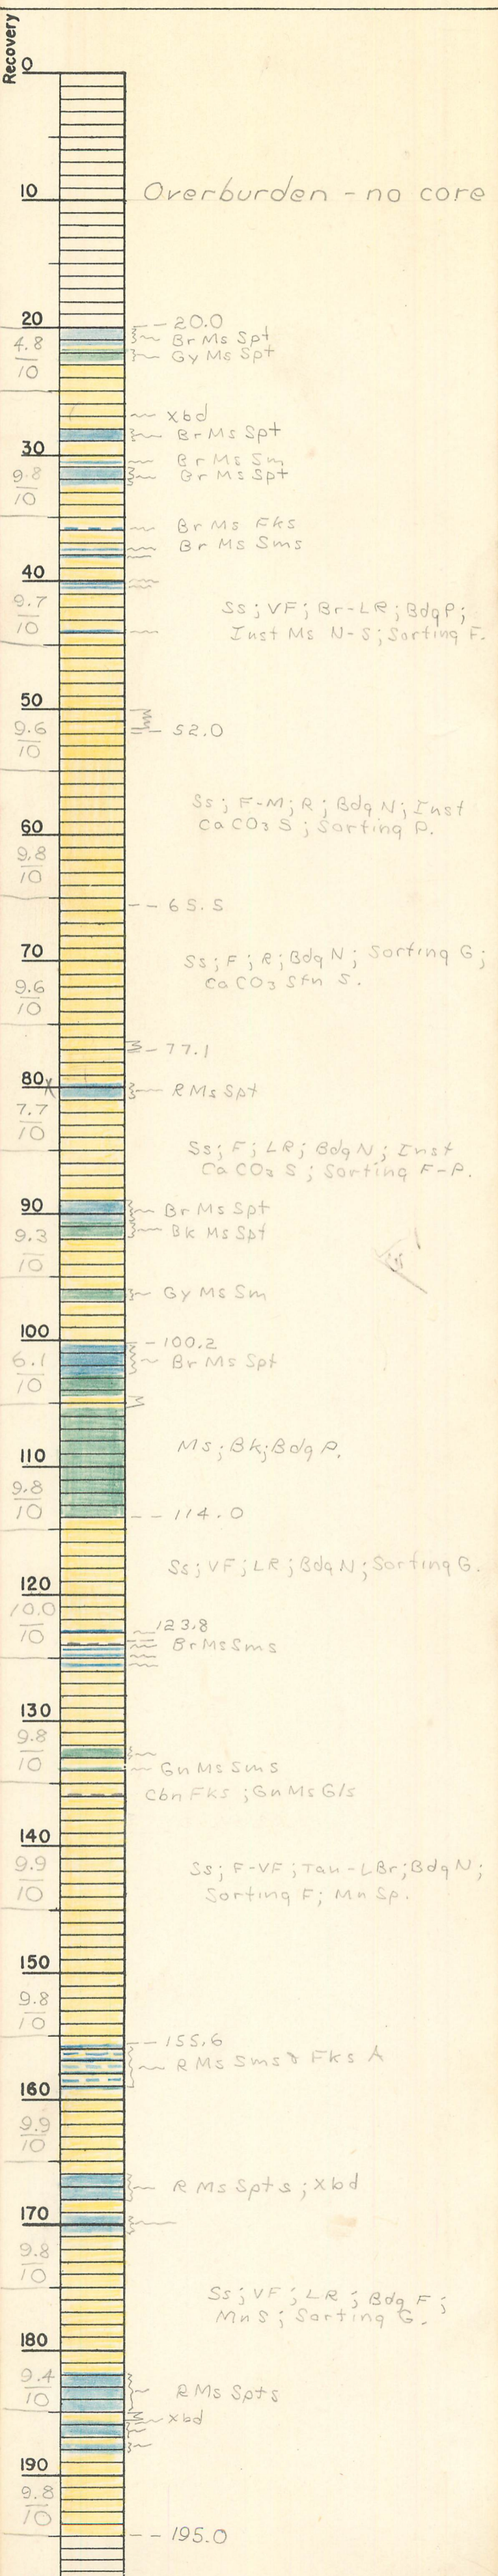 Recovery
0
10
Overburden - no core
20
- 20.0
Br Ms Spt
4.8
10
Gy Ms Spt
xbd
Br Ms Spt
30
Br Ms Sm
9.8
10
Br Ms Spt
Br Ms Fks
Br Ms Sms
40
9.7
10
Ss; VF; Br-LR; Bdg P;
Inst Ms N-S; Sorting F.
50
9.6
10
- 52.0
Ss; F-M; R; Bdg N; Inst
CaCO3 S; Sorting P.
60
9.8
10
- - 65.5
70
Ss; F; R; Bdg N; Sorting G;
CaCO3 Stn S.
9.6
10
- 77.1
80
R Ms Spt
7.7
10
Ss; F; LR; Bdg N; Inst
CaCO3 S; Sorting F-P.
90
Br Ms Spt
Bk Ms Spt
9.3
10
Gy Ms Sm
100
- 100.2
Br Ms Spt
6.1
10
Ms; Bk; Bdg P.
110
9.8
10
- - 114.0
Ss; VF; LR; Bdg N; Sorting G.
120
10.0
10
123.8
Br Ms Sms
130
9.8
10
Gn Ms Sms
Cbn Fks; Gn Ms Gls
140
9.9
10
Ss; F-VF; Tan-LBr; Bdg N;
Sorting F; Mn Sp.
150
9.8
10
- - 155.6
R Ms Sms & Fks A
160
9.9
10
R Ms Spts; Xbd
170
9.8
10
Ss; VF; LR; Bdg F;
Mn S; Sorting G.
180
9.4
10
R Ms Spts
xbd
190
9.8
10
- - 195.0